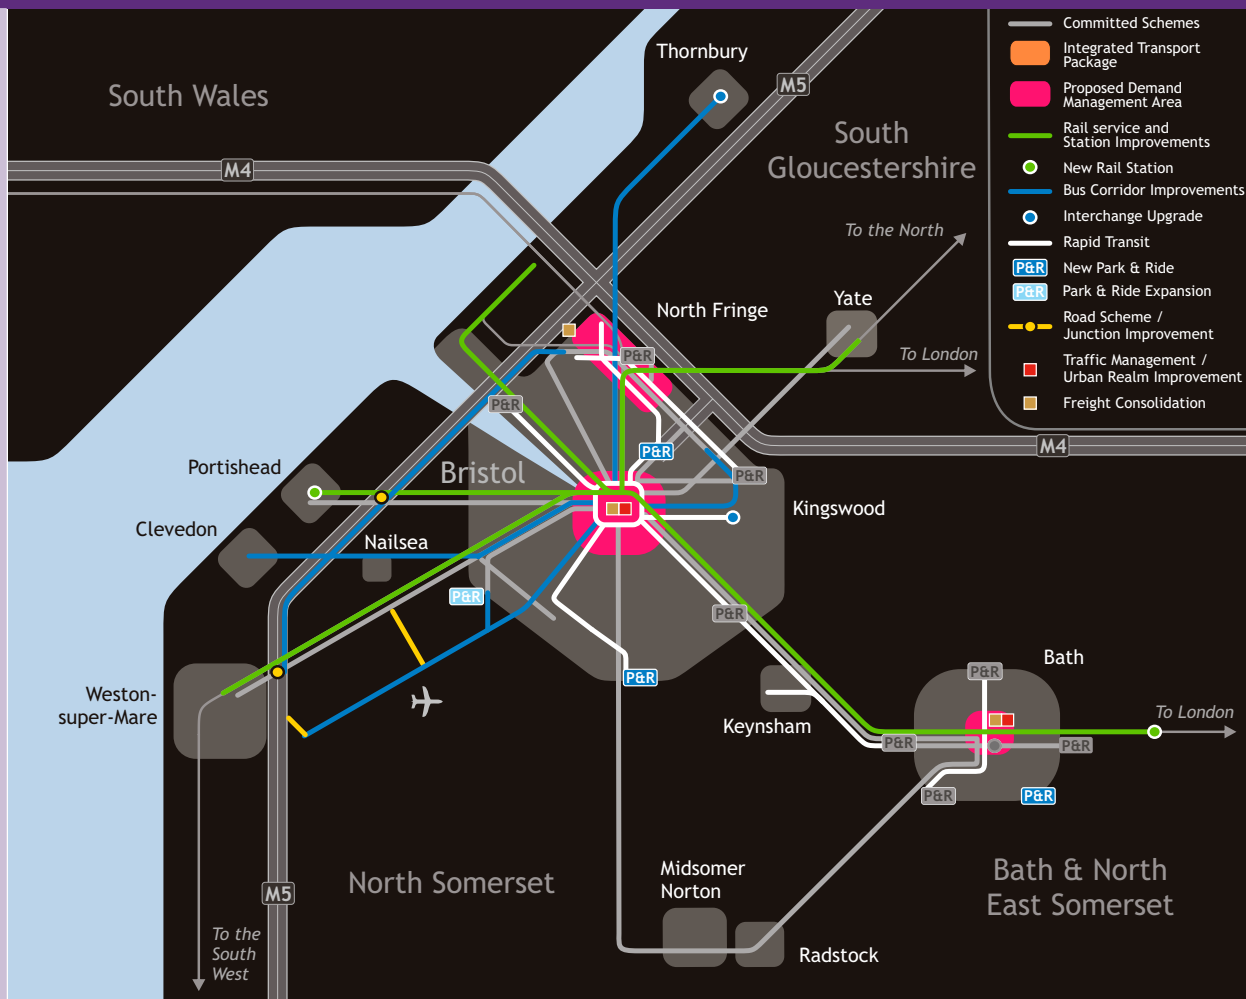 Committed Schemes
Integrated Transport
Package
Proposed Demand
Management Area
Rail service and
Station Improvements
New Rail Station
Bus Corridor Improvements
Interchange Upgrade
Rapid Transit
P&R New Park & Ride
P&R Park & Ride Expansion
Road Scheme /
Junction Improvement
Traffic Management /
Urban Realm Improvement
Freight Consolidation
Thornbury
M5
South Wales
South
Gloucestershire
M4
To the North
Yate
North Fringe
To London
P&R
P&R
M4
P&R
Portishead
Bristol
P&R
Kingswood
Clevedon
Nailsea
P&R
P&R
Bath
P&R
P&R
Weston-
super-Mare
Keynsham
To London
P&R
P&R
P&R
P&R
Midsomer
Norton
North Somerset
Bath & North
East Somerset
M5
To the
South
West
Radstock